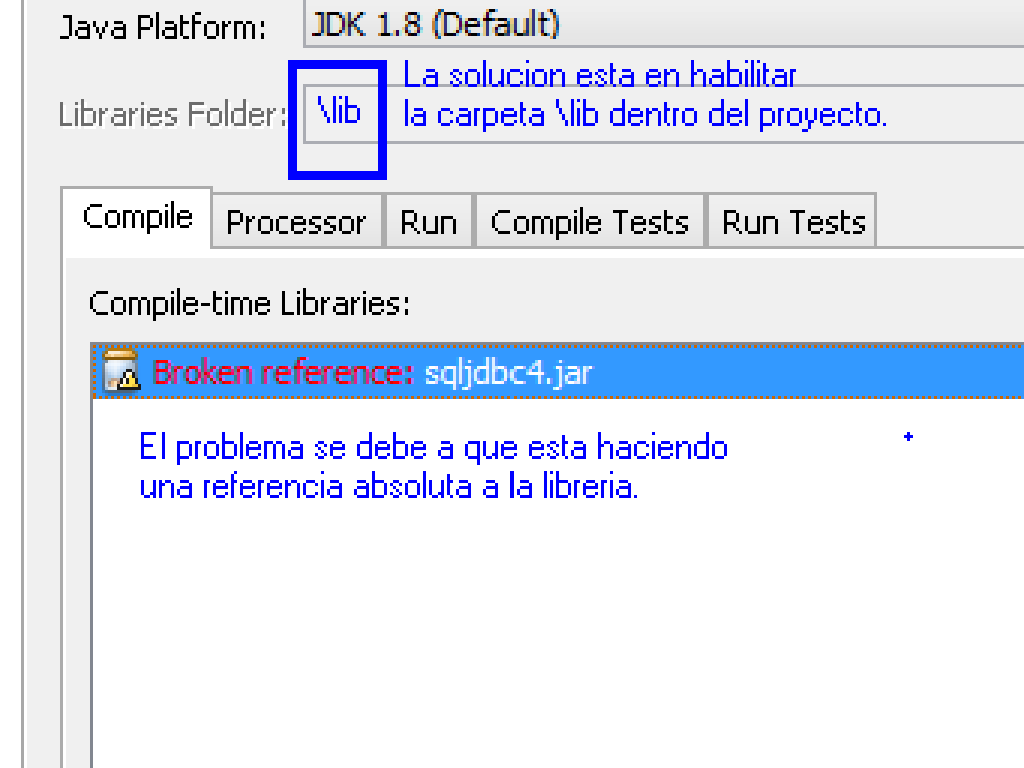 Java Platform: JDK 1.8 (Default)
La solucion esta en habilitar
Libraries Folder: \lib la carpeta \lib dentro del proyecto.
Compile Processor Run Compile Tests Run Tests
Compile-time Libraries:
Broken reference: sqljdbc4.jar
El problema se debe a que esta haciendo
una referencia absoluta a la libreria.